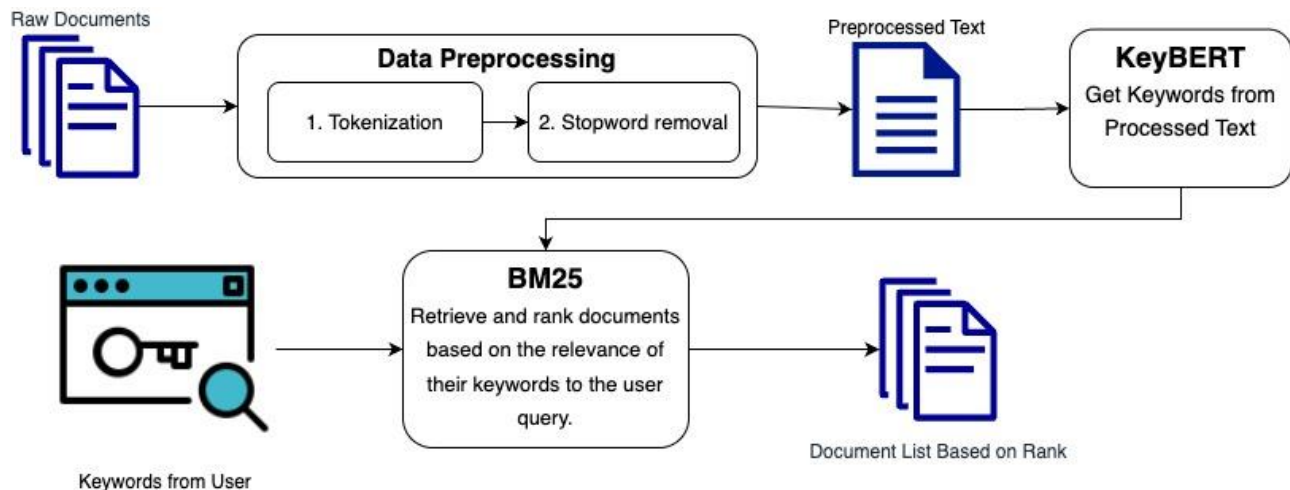 Raw Documents
Data Preprocessing
1. Tokenization
2. Stopword removal
Preprocessed Text
KeyBERT
Get Keywords from
Processed Text
BM25
Retrieve and rank documents
based on the relevance of
their keywords to the user
query.
Keywords from User
Document List Based on Rank